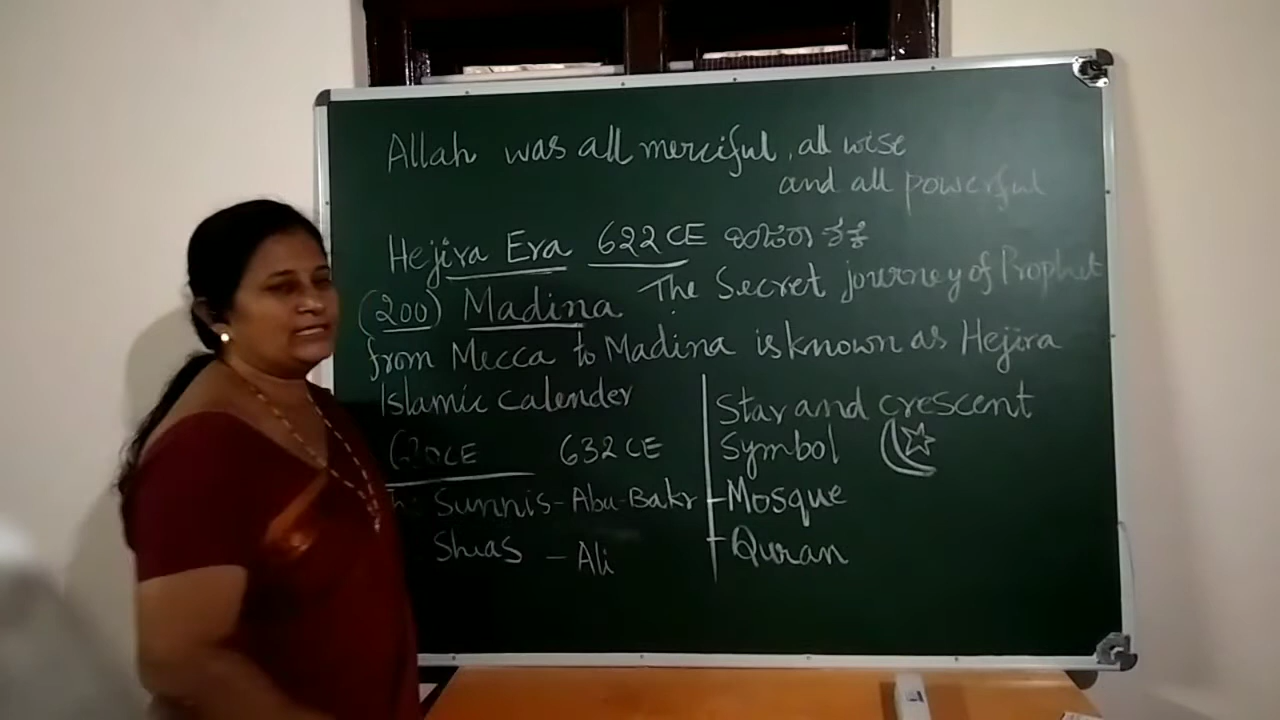 Allah was all merciful, all wise
and all powerful
Hejira Era 622 CE ಹಿಜರಾ ಶಕೆ
(200) Madina The Secret journey of Prophet
from Mecca to Madina is known as Hejira
Islamic calender
620 CE 632 CE
Sunnis - Abu-Bakr
Shias - Ali
Star and crescent
Symbol
- Mosque
- Quran